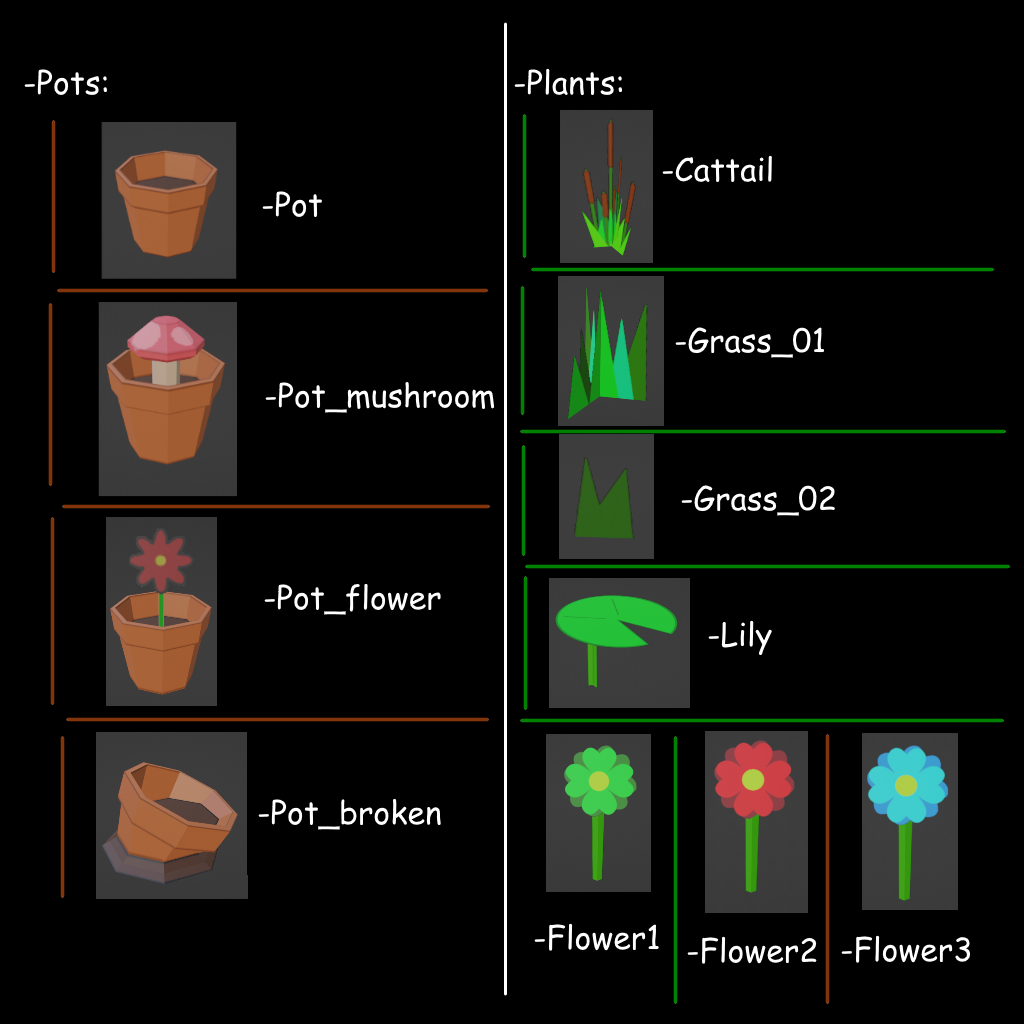 -Pots:
-Pot
-Pot_mushroom
-Pot_flower
-Pot_broken
-Plants:
-Cattail
-Grass_01
-Grass_02
-Lily
-Flower1
-Flower2
-Flower3